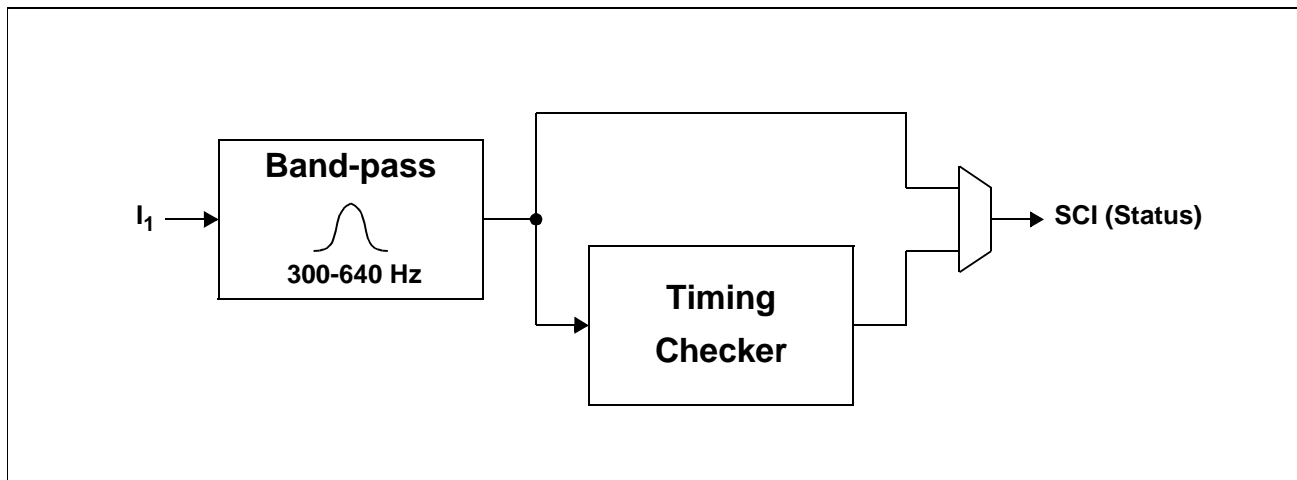 Band-pass
I₁
300-640 Hz
SCI (Status)
Timing
Checker